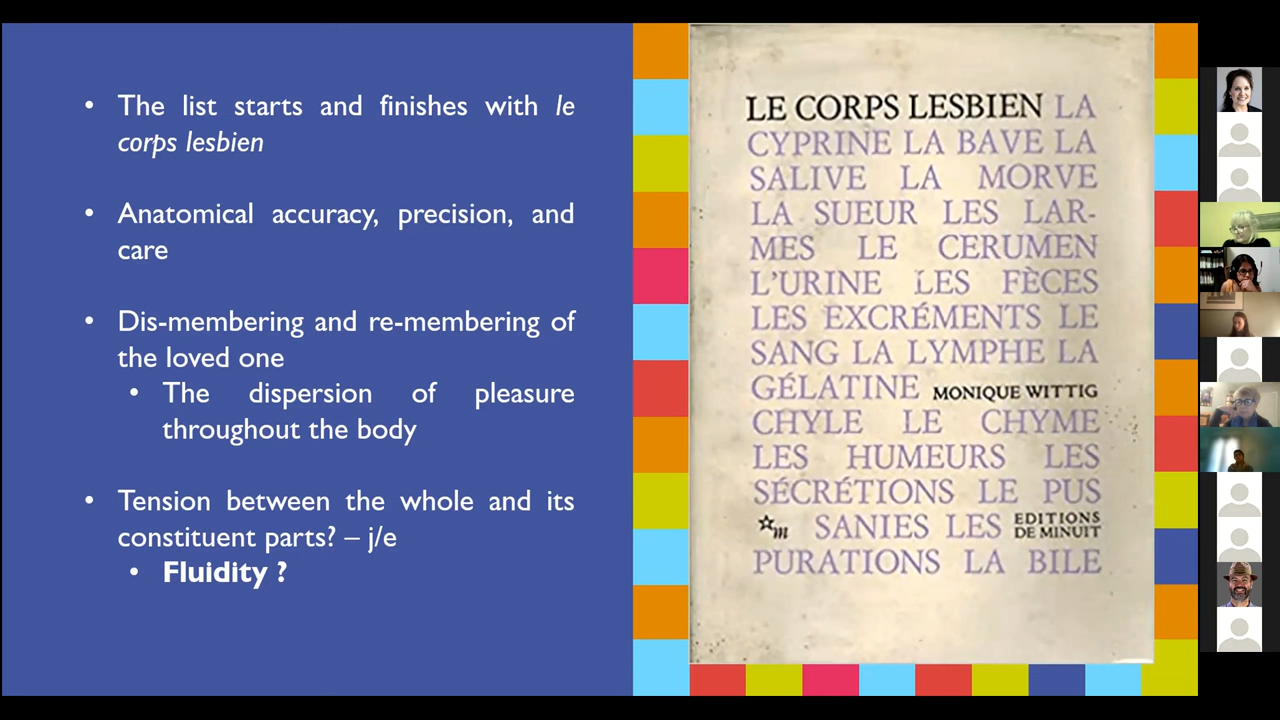 • The list starts and finishes with le
corps lesbien
• Anatomical accuracy, precision, and
care
• Dis-membering and re-membering of
the loved one
• The dispersion of pleasure
throughout the body
• Tension between the whole and its
constituent parts? – j/e
• Fluidity ?
LE CORPS LESBIEN LA
CYPRINE LA BAVE LA
SALIVE LA MORVE
LA SUEUR LES LAR-
MES LE CERUMEN
L'URINE LES FÈCES
LES EXCRÉMENTS LE
SANG LA LYMPHE LA
GÉLATINE MONIQUE WITTIG
CHYLE LE CHYME
LES HUMEURS LES
SÉCRÉTIONS LE PUS
m SANIES LES EDITIONS
DE MINUIT
PURATIONS LA BILE